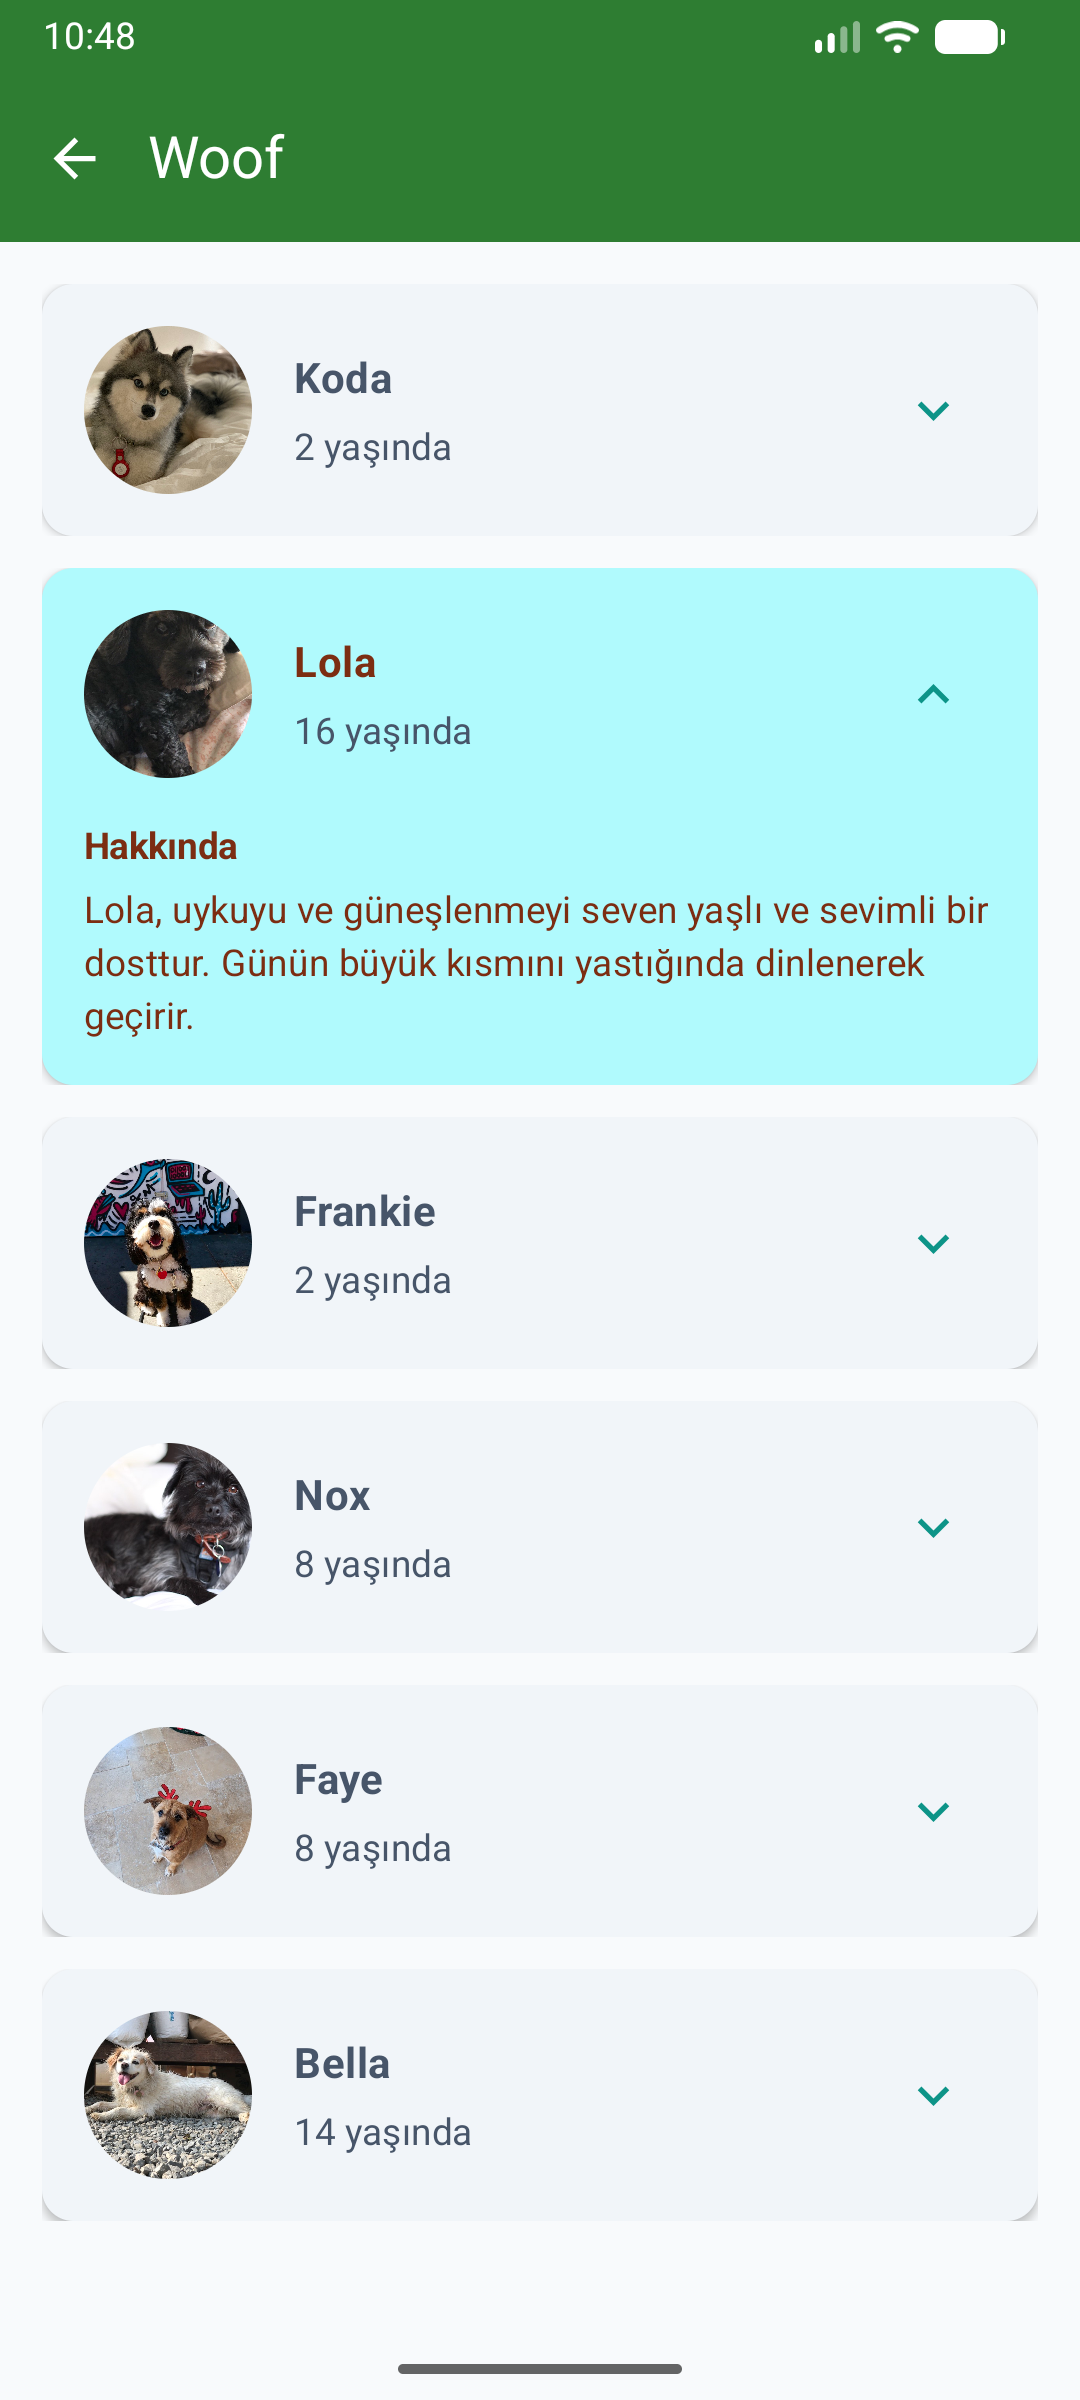 10:48
Woof
Koda
2 yaşında
Lola
16 yaşında
Hakkında
Lola, uykuyu ve güneşlenmeyi seven yaşlı ve sevimli bir
dosttur. Günün büyük kısmını yastığında dinlenerek
geçirir.
Frankie
2 yaşında
Nox
8 yaşında
Faye
8 yaşında
Bella
14 yaşında